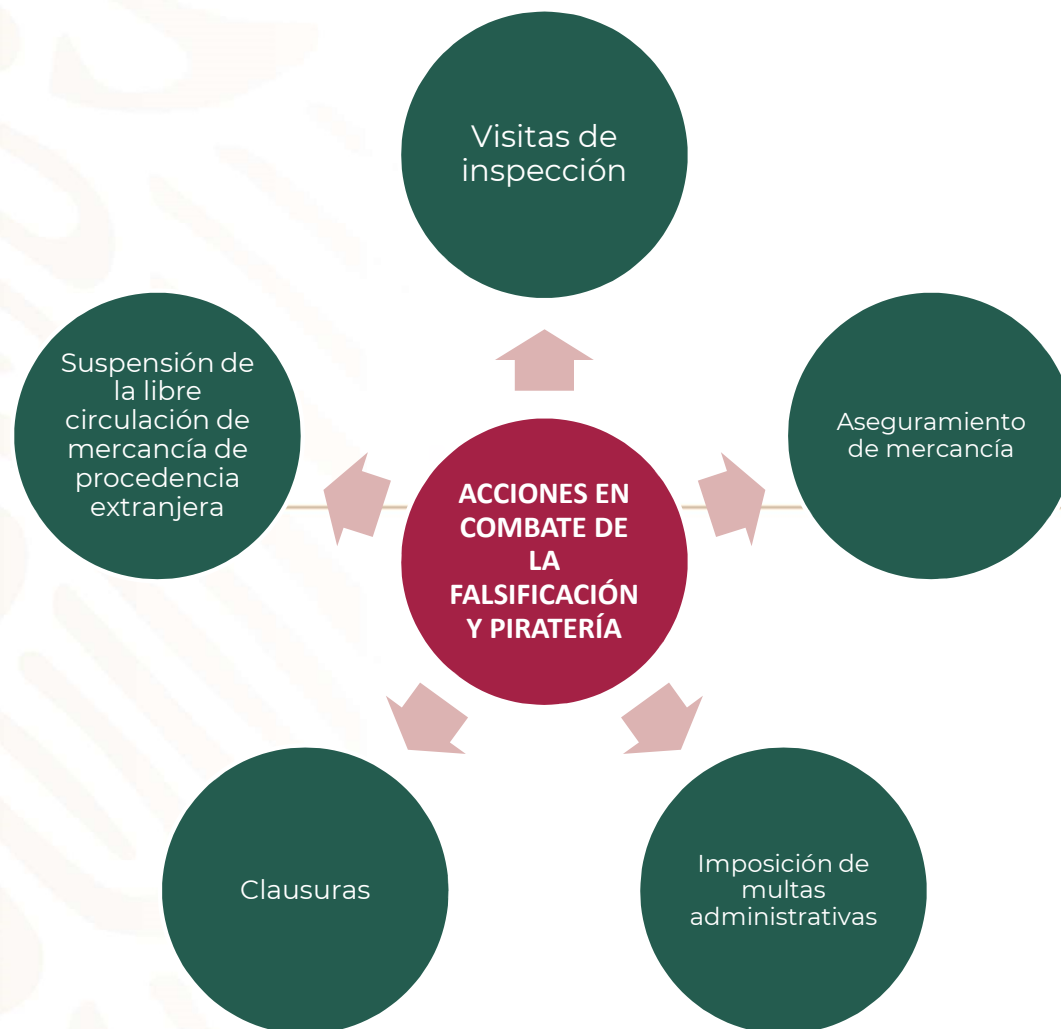 Visitas de
inspección
Suspensión de
la libre
circulación de
mercancía de
procedencia
extranjera
Aseguramiento
de mercancía
ACCIONES EN
COMBATE DE
LA
FALSIFICACIÓN
Y PIRATERÍA
Clausuras
Imposición de
multas
administrativas